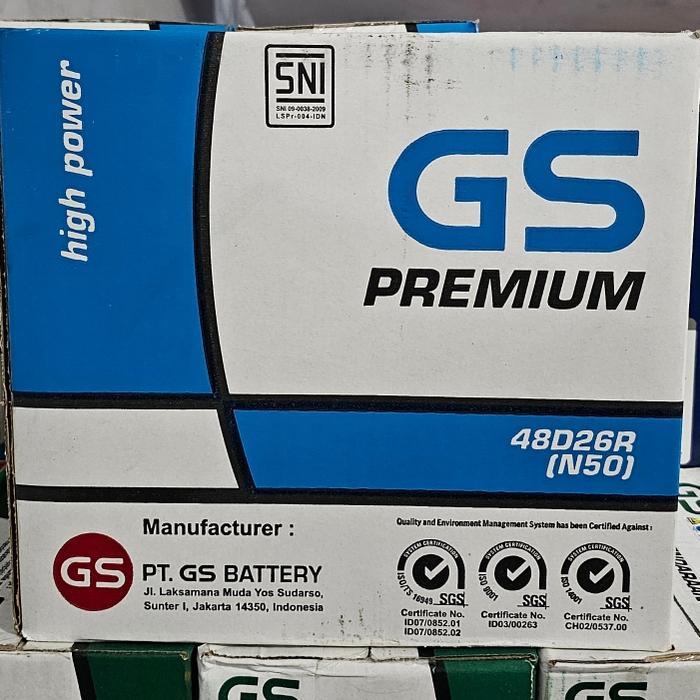 high power
SNI
SNI 09-0038-2009
LSPr-004-IDN
GS
PREMIUM
48D26R
(N50)
Manufacturer :
GS
PT. GS BATTERY
Jl. Laksamana Muda Yos Sudarso,
Sunter I, Jakarta 14350, Indonesia
Quality and Environment Management System has been Certified Against :
SYSTEM CERTIFICATION
ISO/TS 16949
SGS
Certificate No.
ID07/0852.01
ID07/0852.02
SYSTEM CERTIFICATION
ISO 9001
SGS
Certificate No.
ID03/00263
SYSTEM CERTIFICATION
ISO 14001
SGS
Certificate No.
CH02/0537.00
GS
GS
GS